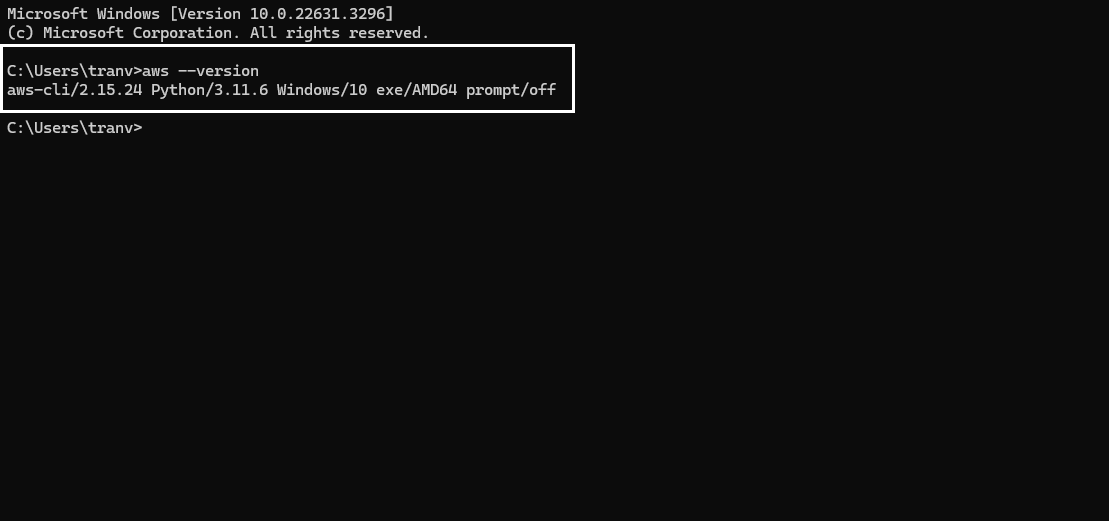 Microsoft Windows [Version 10.0.22631.3296]
(c) Microsoft Corporation. All rights reserved.
C:\Users\tranv>aws --version
aws-cli/2.15.24 Python/3.11.6 Windows/10 exe/AMD64 prompt/off
C:\Users\tranv>